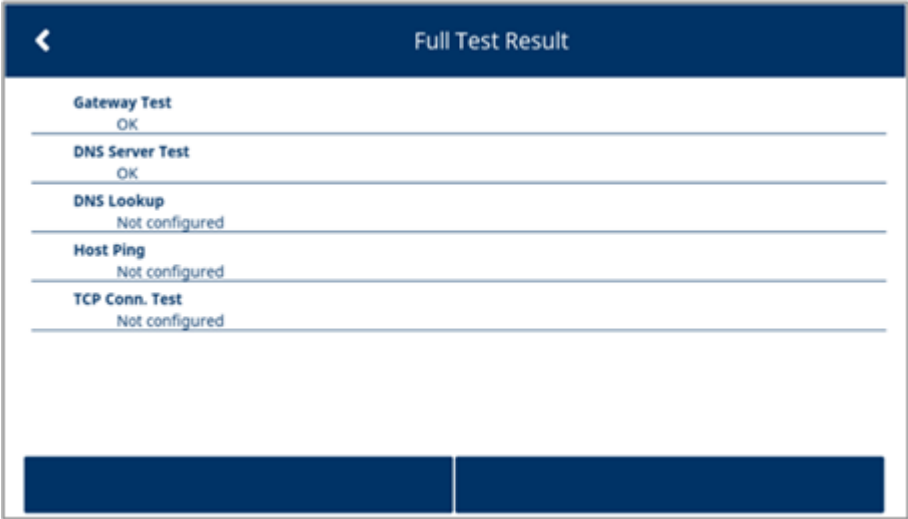 Full Test Result
Gateway Test
OK
DNS Server Test
OK
DNS Lookup
Not configured
Host Ping
Not configured
TCP Conn. Test
Not configured